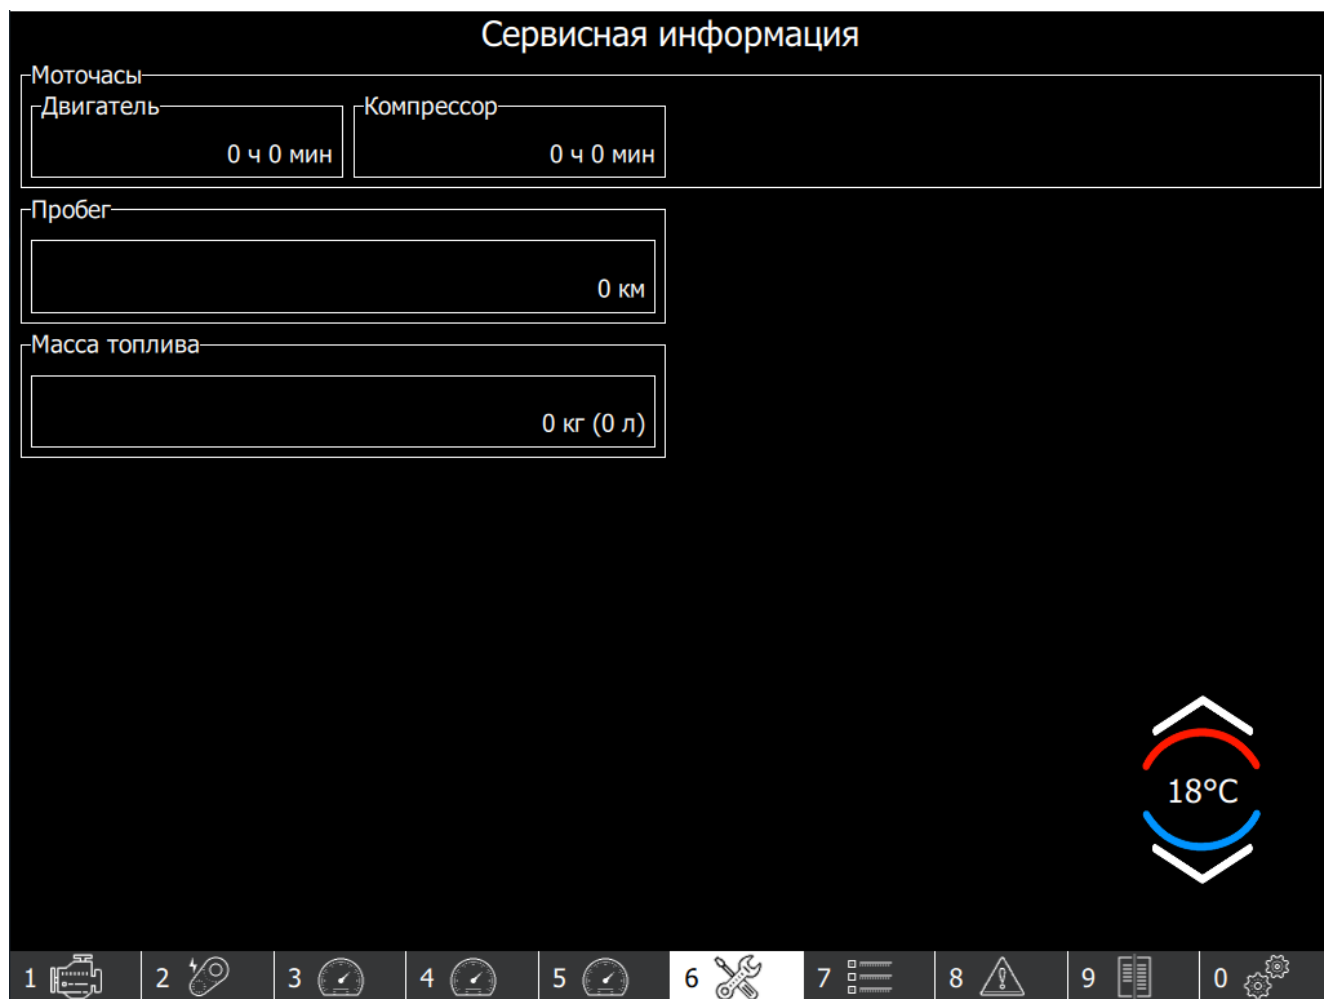 Сервисная информация
Моточасы
Двигатель Компрессор
0 ч 0 мин 0 ч 0 мин
Пробег
0 км
Масса топлива
0 кг (0 л)
18°C
1 2 3 4 5 6 7 8 9 0